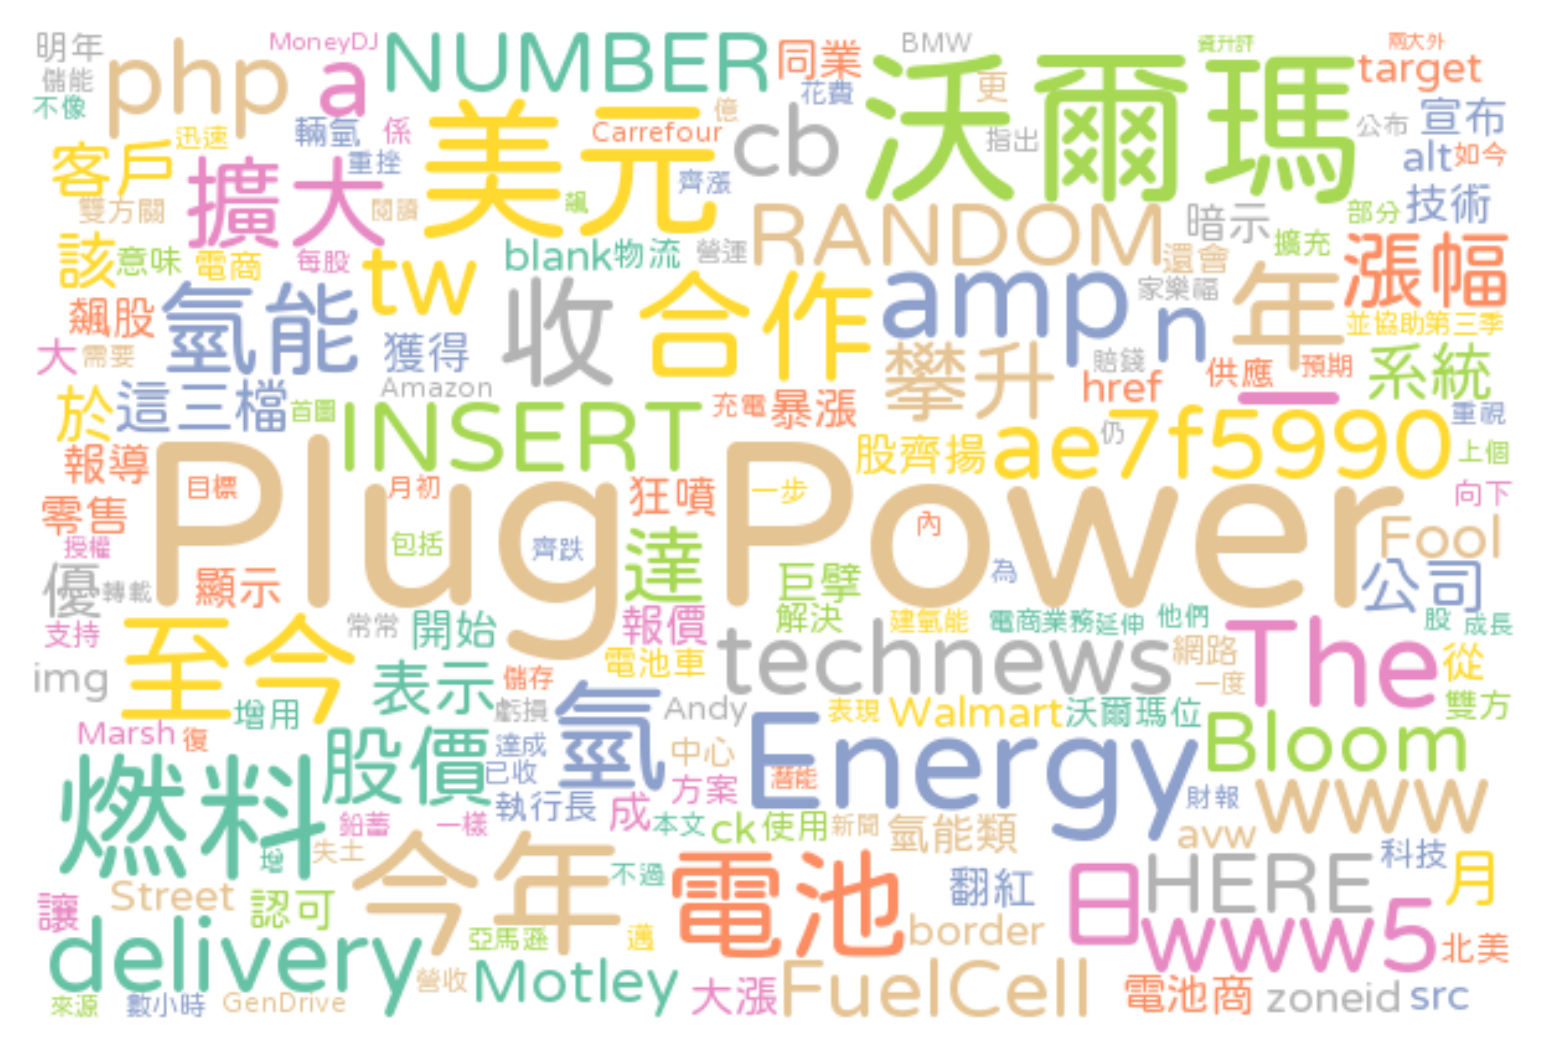 明年
MoneyDJ
NUMBER
同業
BMW
資升評
兩大外
儲能
php
a
花費
更
沃爾瑪
target
不像
迅速
輛氫
係
美元
億
Carrefour
cb
指出
公布
宣布
客戶
擴大
重挫
齊漲
alt
如今
雙方關
閱讀
飆
RANDOM
暗示
部分
技術
該
意味
電商
每股
tw
blank
物流
營運
還會
擴充
漲幅
飆股
氫能
收
合作
amp
家樂福
n
年
並協助第三季
大
需要
獲得
攀升
賠錢
href
供應
預期
系統
於
這三檔
Amazon
首圖
INSERT
充電
暴漲
一
重視
報導
股齊揚
ae7f5990
仍
上個
Plug Power
目標
月初
狂噴
一步
內
向下
零售
授權
包括
齊跌
達
Fool
優
轉載
顯示
巨擘
為
公司
支持
至今
常常
開始
報價
解決
建氫能
電商業務
延伸
他們
股
成長
img
表示
儲存
電池車
technews
網路
一度
The
從
增用
虧損
氫
Andy
表現
Walmart
沃爾瑪位
雙方
Marsh
復
股價
達成
已收
中心
Energy
Bloom
燃料
執行長
方案
潛能
財報
www
鉛蓄
一樣
成
本文
ck
使用
新聞
氫能類
avw
增
失土
今年
不過
電池
翻紅
日
HERE
科技
月
讓
Street
認可
delivery
亞馬遜
邁
border
www5
北美
營收
Motley
大漲
FuelCell
電池商
zoneid
src
來源
數小時
GenDrive